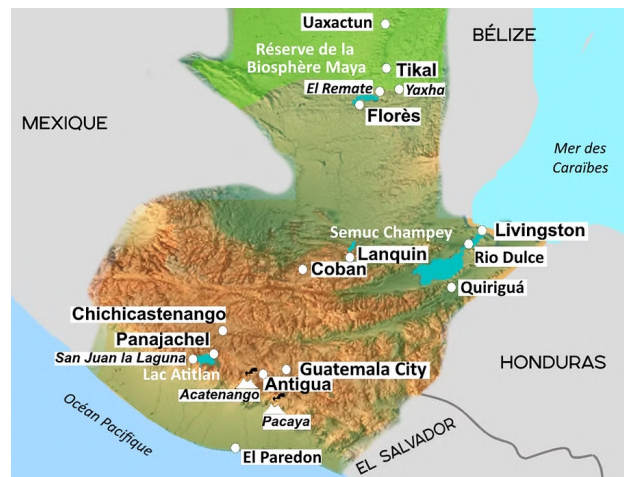 Uaxactun
BÉLIZE
Réserve de la
Biosphère Maya
Tikal
El Remate
Yaxha
Florès
MEXIQUE
Mer des
Caraïbes
Semuc Champey
Livingston
Lanquin
Rio Dulce
Coban
Quiriguá
Chichicastenango
Panajachel
San Juan la Laguna
Lac Atitlan
Guatemala City
HONDURAS
Antigua
Acatenango
Pacaya
Océan Pacifique
EL SALVADOR
El Paredon